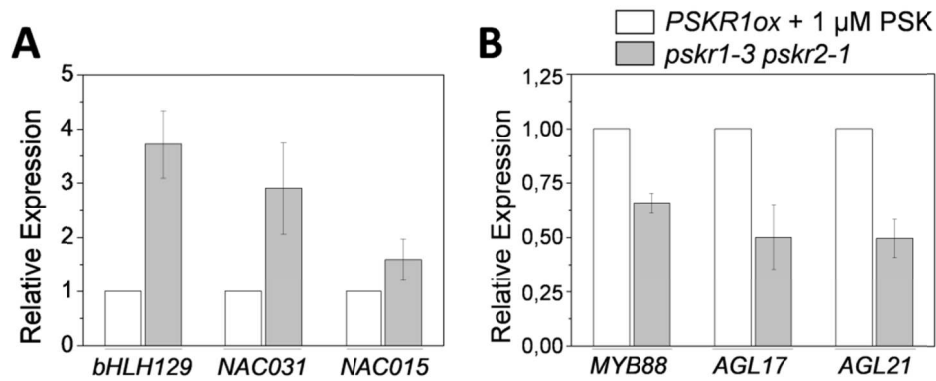 A
Relative Expression
5
4
3
2
1
0
bHLH129 NAC031 NAC015
B
PSKR1ox + 1 µM PSK
pskr1-3 pskr2-1
Relative Expression
1,25
1,00
0,75
0,50
0,25
0,00
MYB88 AGL17 AGL21